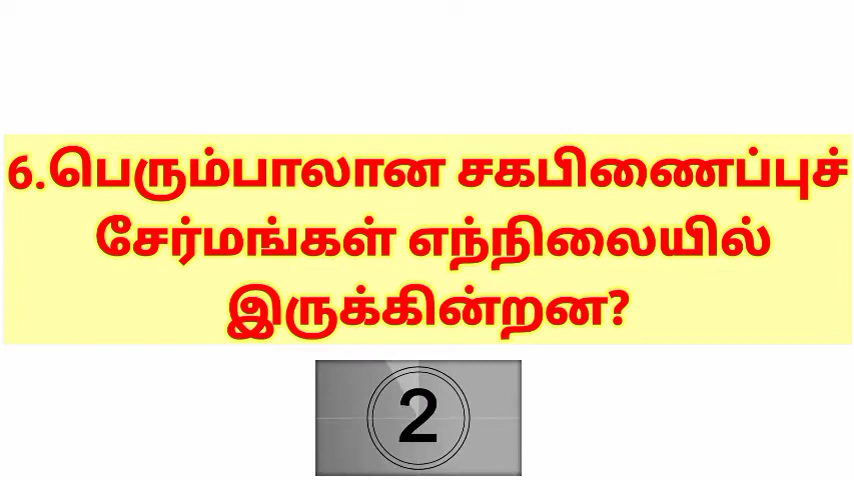 6.பெரும்பாலான சகபிணைப்புச்
சேர்மங்கள் எந்நிலையில்
இருக்கின்றன?
2